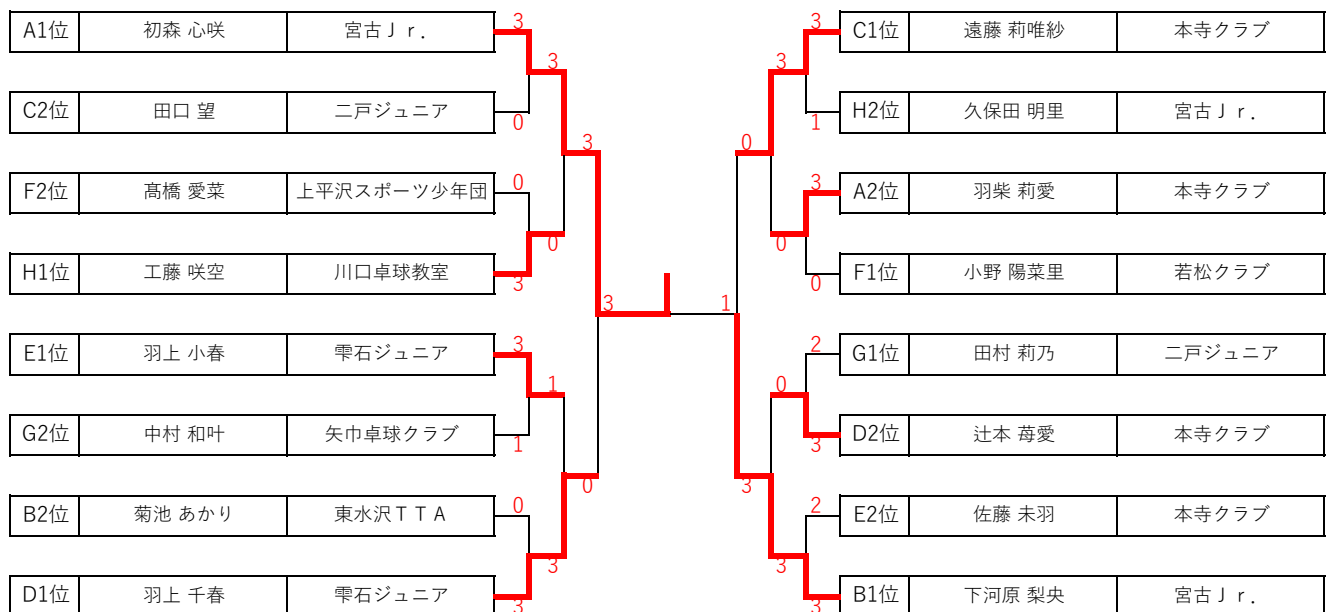 A1位 初森 心咲 宮古Ｊｒ． 3 3 C1位 遠藤 莉唯紗 本寺クラブ
3 3
C2位 田口 望 二戸ジュニア 0 1 H2位 久保田 明里 宮古Ｊｒ．
3 0
F2位 髙橋 愛菜 上平沢スポーツ少年団 0 3 A2位 羽柴 莉愛 本寺クラブ
0 0
H1位 工藤 咲空 川口卓球教室 3 0 F1位 小野 陽菜里 若松クラブ
3 1
E1位 羽上 小春 雫石ジュニア 3 2 G1位 田村 莉乃 二戸ジュニア
1 0
G2位 中村 和叶 矢巾卓球クラブ 1 3 D2位 辻本 苺愛 本寺クラブ
0 3
B2位 菊池 あかり 東水沢ＴＴＡ 0 2 E2位 佐藤 未羽 本寺クラブ
3 3
D1位 羽上 千春 雫石ジュニア 3 3 B1位 下河原 梨央 宮古Ｊｒ．